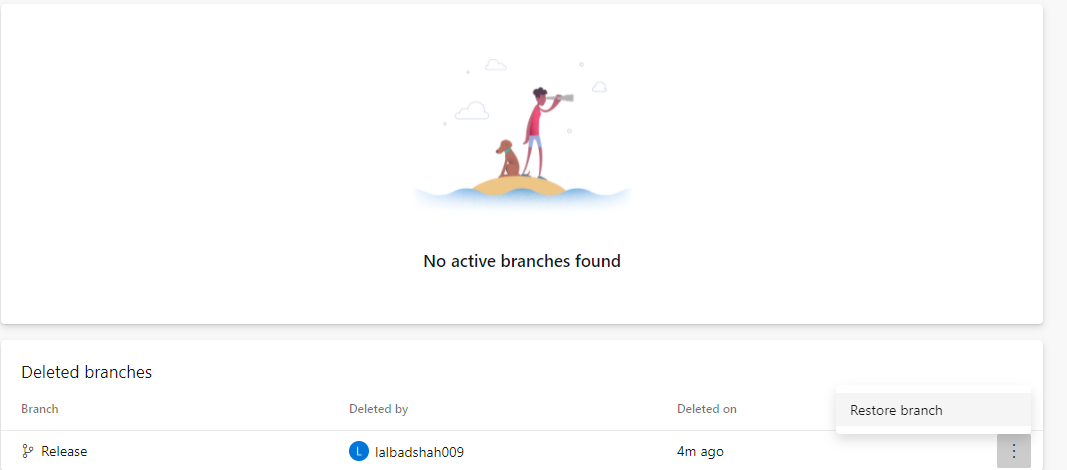 No active branches found
Deleted branches
Branch Deleted by Deleted on
Restore branch
Release L lalbadshah009 4m ago